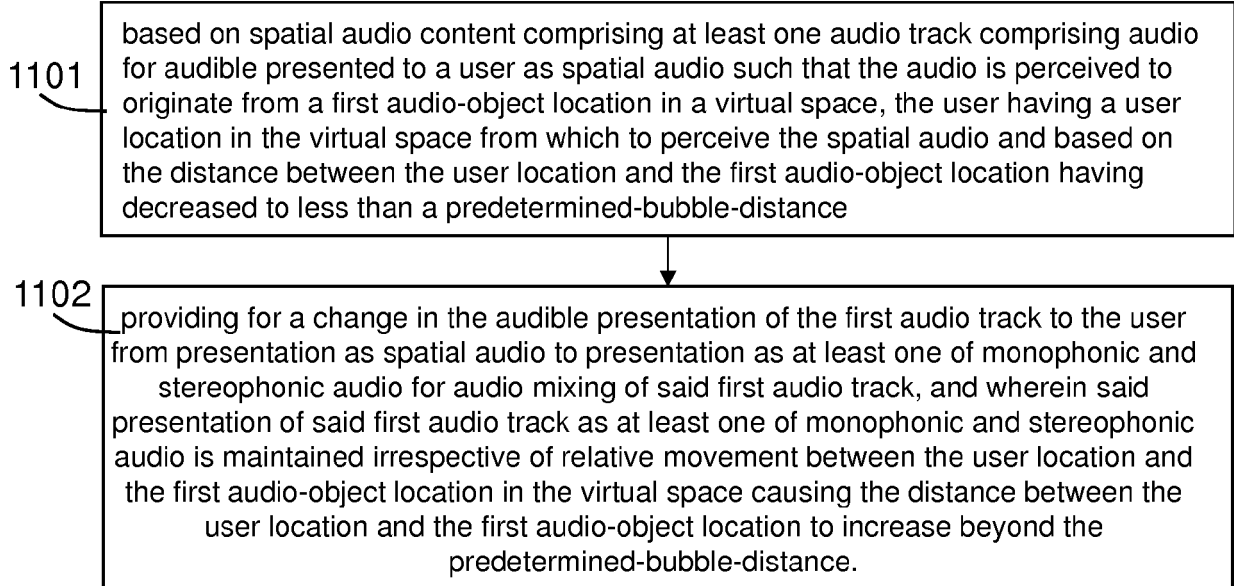 1101
based on spatial audio content comprising at least one audio track comprising audio
for audible presented to a user as spatial audio such that the audio is perceived to
originate from a first audio-object location in a virtual space, the user having a user
location in the virtual space from which to perceive the spatial audio and based on
the distance between the user location and the first audio-object location having
decreased to less than a predetermined-bubble-distance
1102
providing for a change in the audible presentation of the first audio track to the user
from presentation as spatial audio to presentation as at least one of monophonic and
stereophonic audio for audio mixing of said first audio track, and wherein said
presentation of said first audio track as at least one of monophonic and stereophonic
audio is maintained irrespective of relative movement between the user location and
the first audio-object location in the virtual space causing the distance between the
user location and the first audio-object location to increase beyond the
predetermined-bubble-distance.